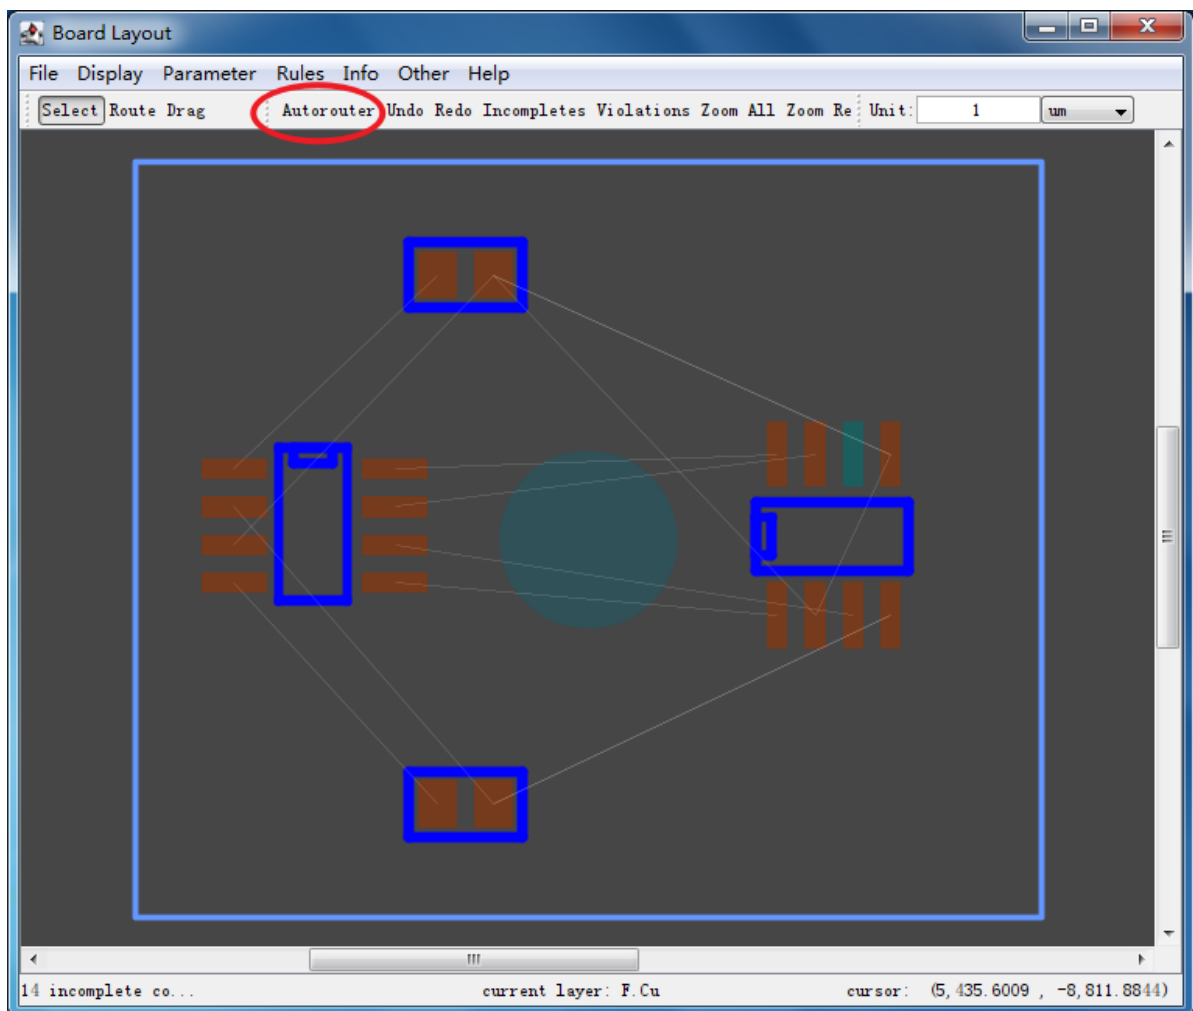 Board Layout
File Display Parameter Rules Info Other Help
Select Route Drag Autorouter Undo Redo Incompletes Violations Zoom All Zoom Re Unit: 1 um
14 incomplete co... current layer: F.Cu cursor: (5,435.6009 , -8,811.8844)